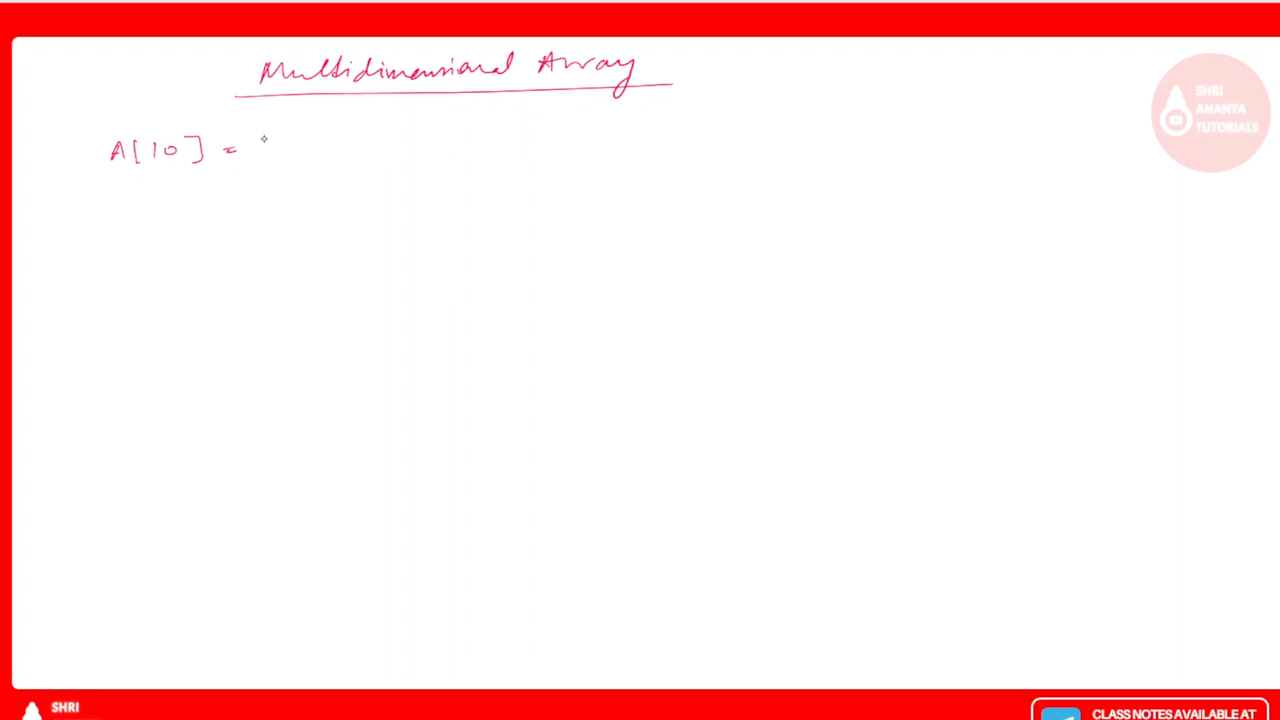 Multidimensional Array
SHRI
ANANTA
TUTORIALS
A[10] =
SHRI
CLASS NOTES AVAILABLE AT